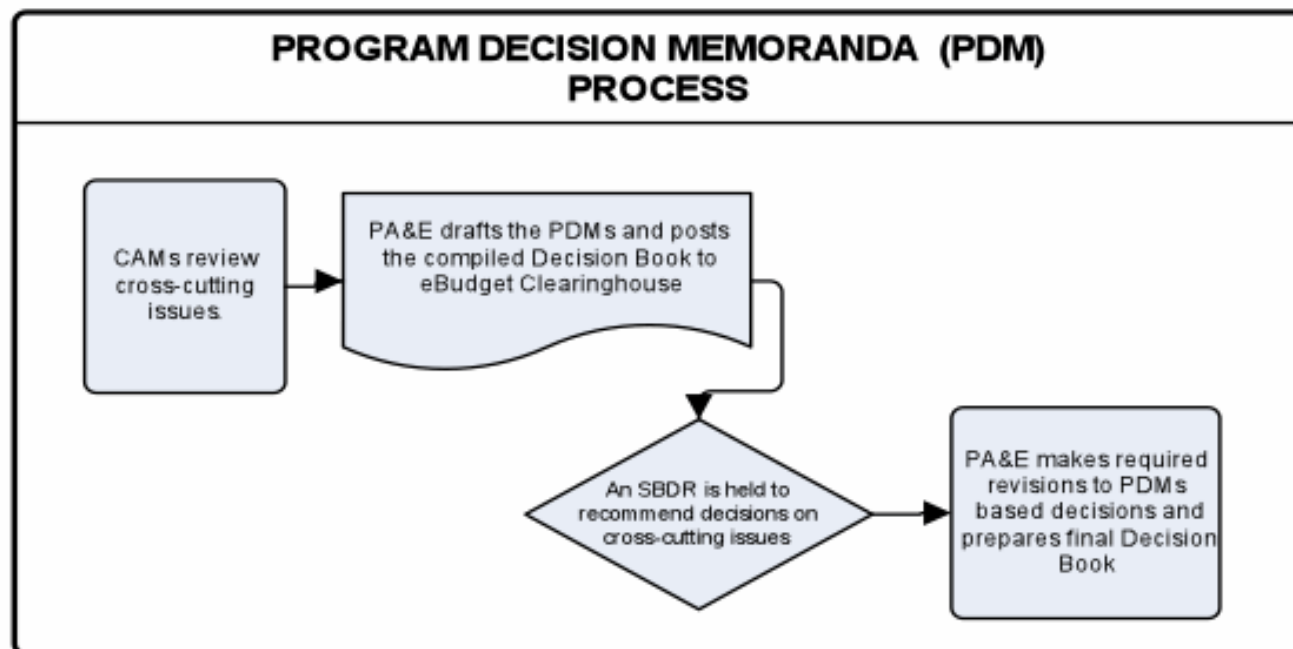 PROGRAM DECISION MEMORANDA (PDM)
PROCESS
CAMs review
cross-cutting
issues.
PA&E drafts the PDMs and posts
the compiled Decision Book to
eBudget Clearinghouse
An SBDR is held to
recommend decisions on
cross-cutting issues
PA&E makes required
revisions to PDMs
based decisions and
prepares final Decision
Book